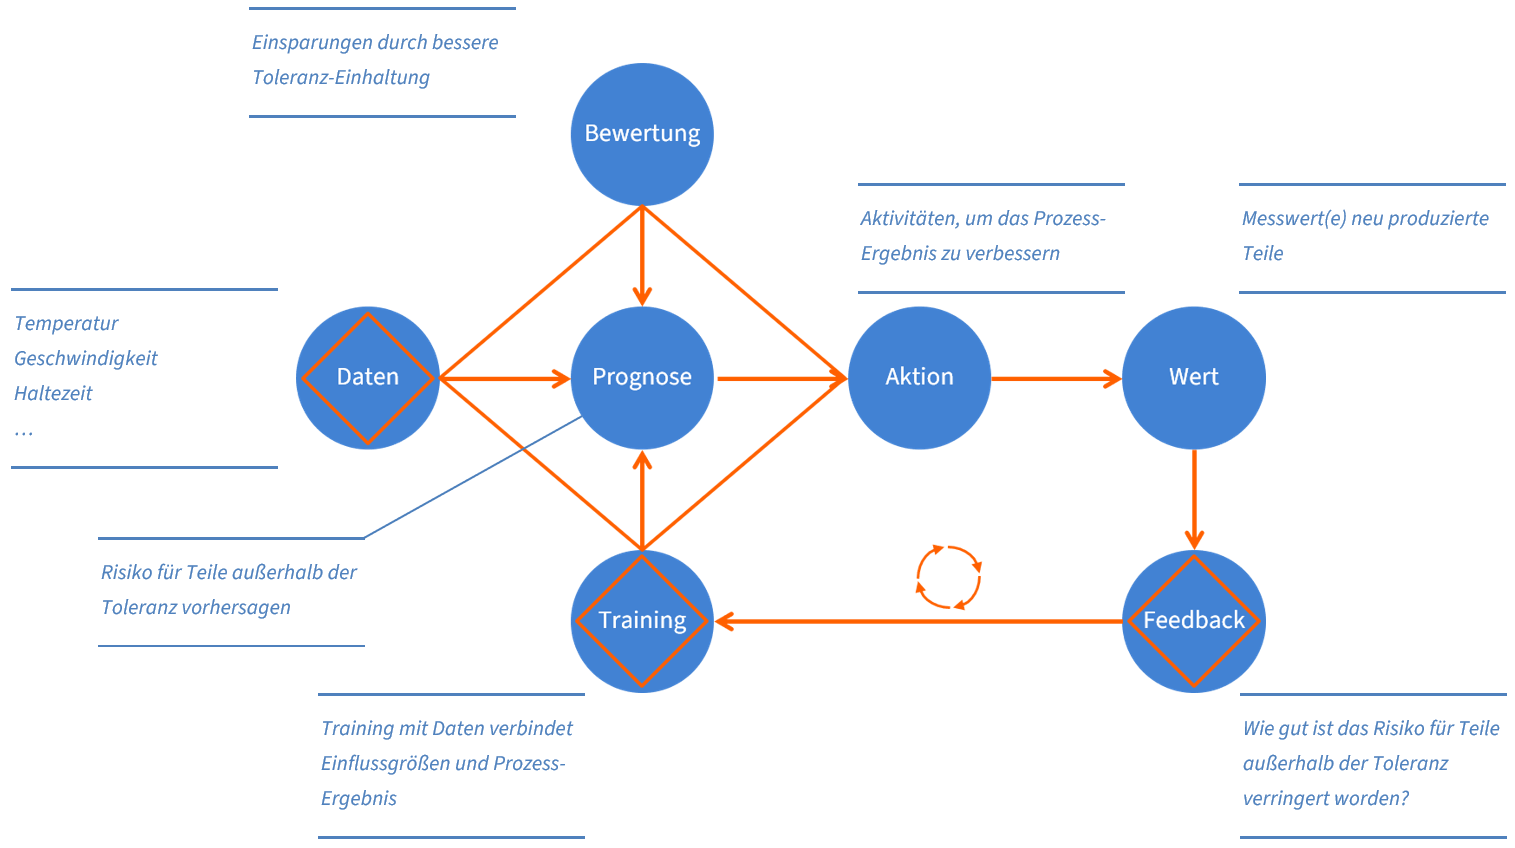 Einsparungen durch bessere
Toleranz-Einhaltung
Bewertung
Aktivitäten, um das Prozess-
Ergebnis zu verbessern
Messwert(e) neu produzierte
Teile
Temperatur
Geschwindigkeit
Haltezeit
…
Daten
Prognose
Aktion
Wert
Risiko für Teile außerhalb der
Toleranz vorhersagen
Training
Feedback
Training mit Daten verbindet
Einflussgrößen und Prozess-
Ergebnis
Wie gut ist das Risiko für Teile
außerhalb der Toleranz
verringert worden?